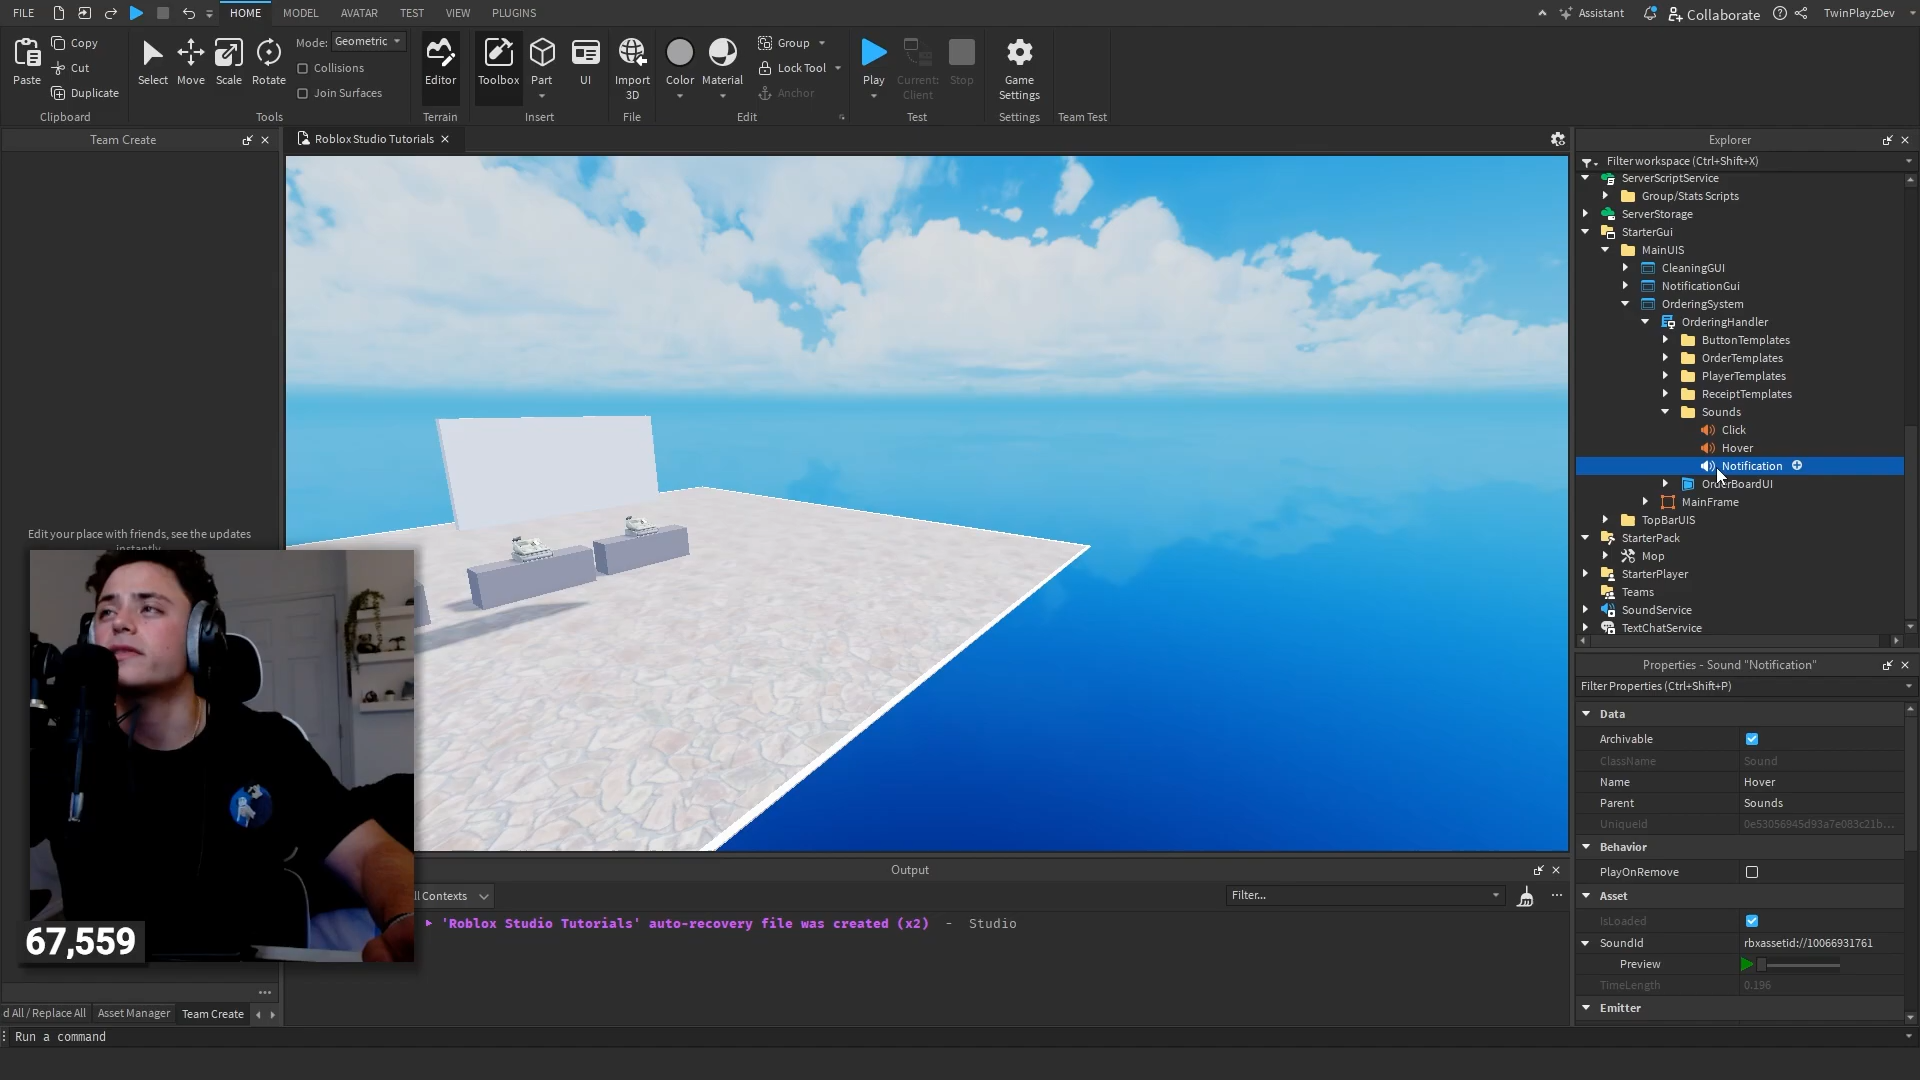 FILE
HOME
MODEL
AVATAR
TEST
VIEW
PLUGINS
Assistant
Collaborate
TwinPlayzDev
Paste
Copy
Cut
Duplicate
Clipboard
Select
Move
Scale
Rotate
Mode: Geometric
Collisions
Join Surfaces
Tools
Editor
Terrain
Toolbox
Part
UI
Insert
Import
3D
File
Color
Material
Group
Lock Tool
Anchor
Edit
Play
Current:
Client
Stop
Test
Game
Settings
Settings
Team Test
Team Create
Roblox Studio Tutorials
Edit your place with friends, see the updates
instantly
67,559
d All / Replace All
Asset Manager
Team Create
Run a command
Output
ll Contexts
Filter...
'Roblox Studio Tutorials' auto-recovery file was created (x2) - Studio
Explorer
Filter workspace (Ctrl+Shift+X)
ServerScriptService
Group/Stats Scripts
ServerStorage
StarterGui
MainUIS
CleaningGUI
NotificationGui
OrderingSystem
OrderingHandler
ButtonTemplates
OrderTemplates
PlayerTemplates
ReceiptTemplates
Sounds
Click
Hover
Notification
OrderBoardUI
MainFrame
TopBarUIS
StarterPack
Mop
StarterPlayer
Teams
SoundService
TextChatService
Properties - Sound "Notification"
Filter Properties (Ctrl+Shift+P)
Data
Archivable
ClassName Sound
Name Hover
Parent Sounds
UniqueId 0e53056945d93a7e083c21b...
Behavior
PlayOnRemove
Asset
IsLoaded
SoundId rbxassetid://10066931761
Preview
TimeLength 0.196
Emitter